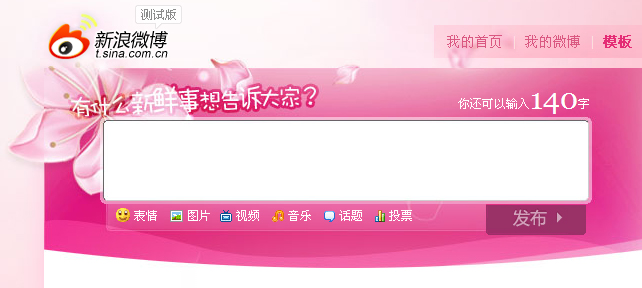 测试版
新浪微博
t.sina.com.cn
我的首页 我的微博 模板
有什么新鲜事想告诉大家?
你还可以输入140字
表情 图片 视频 音乐 话题 投票
发布